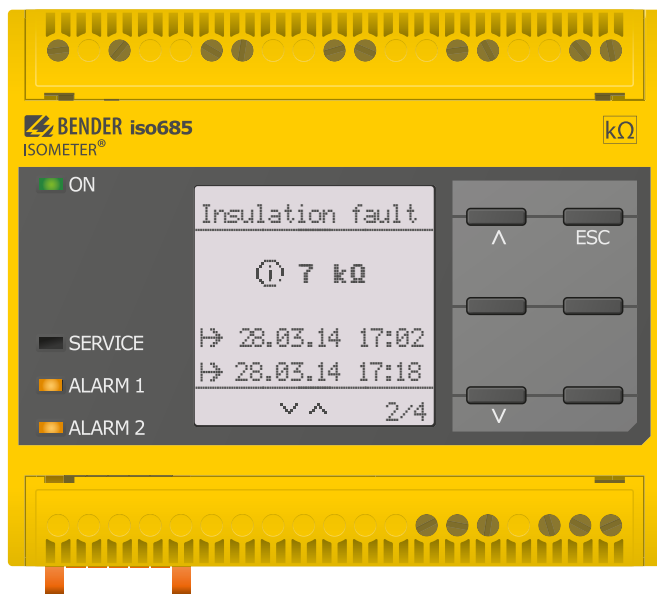 BENDER iso685
ISOMETER®
kΩ
ON
Insulation fault
ⓘ 7 kΩ
↦ 28.03.14 17:02
↦ 28.03.14 17:18
2/4
SERVICE
ALARM 1
ALARM 2
ESC